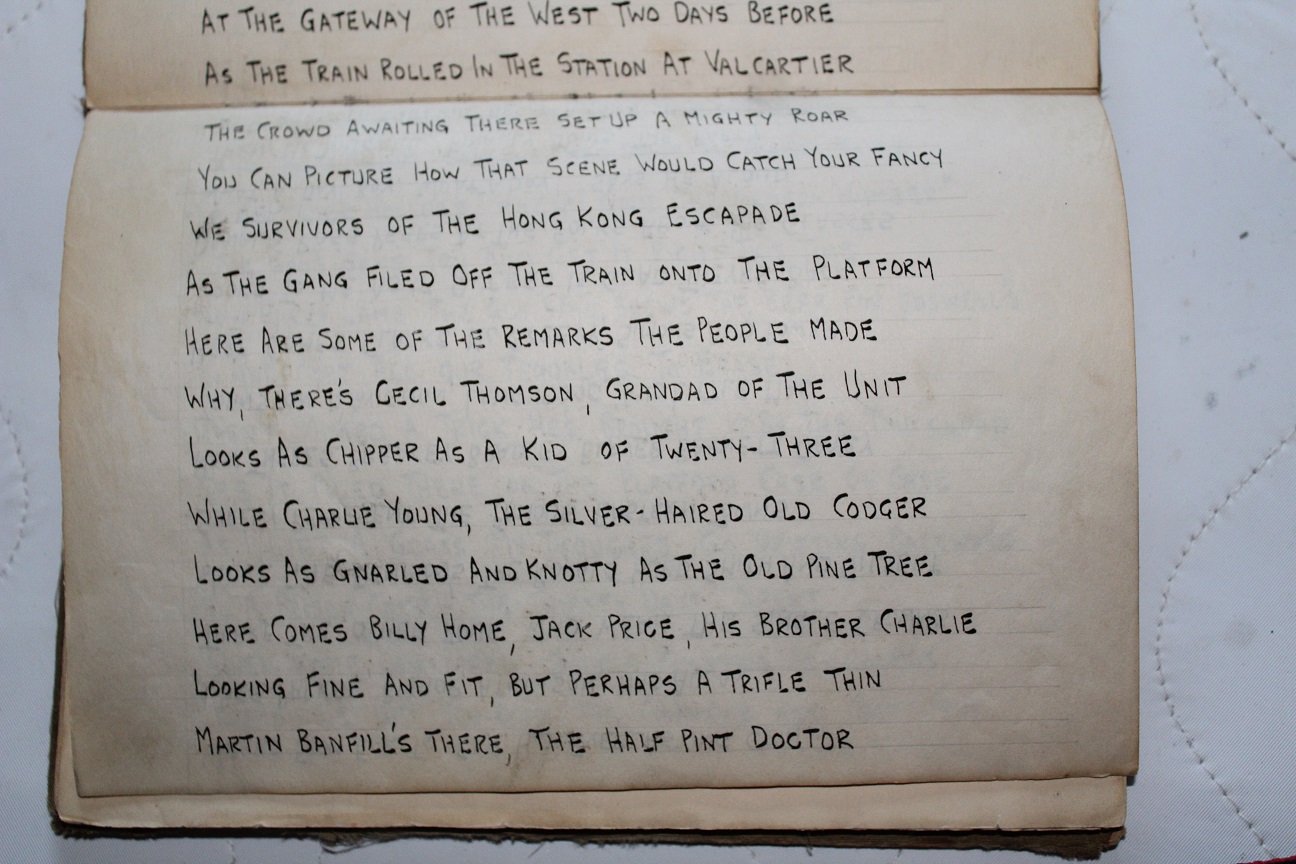 At The Gateway of The West Two Days Before
As The Train Rolled In The Station At Valcartier
The Crowd Awaiting There Set Up A Mighty Roar
You Can Picture How That Scene Would Catch Your Fancy
We Survivors of The Hong Kong Escapade
As The Gang Filed Off The Train onto The Platform
Here Are Some of The Remarks The People Made
Why, There's Cecil Thomson, Grandad of The Unit
Looks As Chipper As A Kid of Twenty-Three
While Charlie Young, The Silver-Haired Old Codger
Looks As Gnarled And Knotty As The Old Pine Tree
Here Comes Billy Home, Jack Price, His Brother Charlie
Looking Fine And Fit, But Perhaps A Trifle Thin
Martin Banfill's There, The Half Pint Doctor